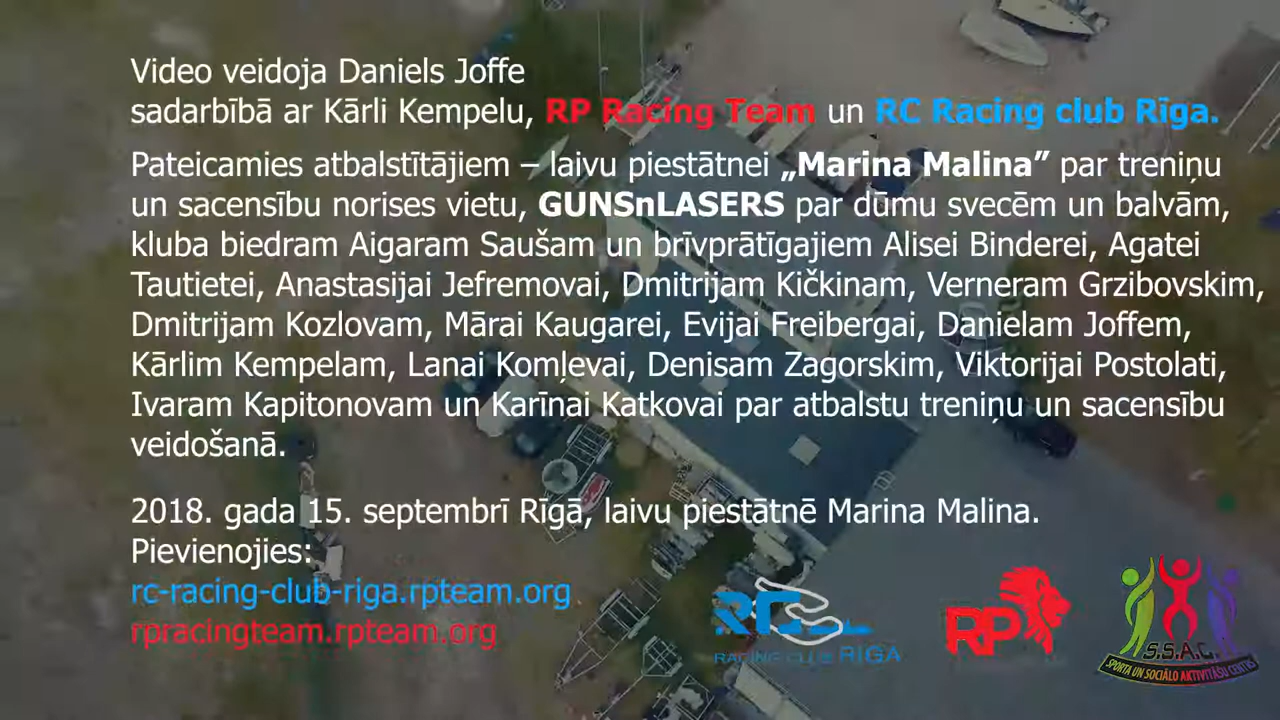 Video veidoja Daniels Joffe
sadarbībā ar Kārli Kempelu, RP Racing Team un RC Racing club Rīga.
Pateicamies atbalstītājiem – laivu piestātnei „Marina Malina” par treniņu
un sacensību norises vietu, GUNSnLASERS par dūmu svecēm un balvām,
kluba biedram Aigaram Saušam un brīvprātīgajiem Alisei Binderei, Agatei
Tautietei, Anastasijai Jefremovai, Dmitrijam Kičkinam, Verneram Grzibovskim,
Dmitrijam Kozlovam, Mārai Kaugarei, Evijai Freibergai, Danielam Joffem,
Kārlim Kempelam, Lanai Komļevai, Denisam Zagorskim, Viktorijai Postolati,
Ivaram Kapitonovam un Karīnai Katkovai par atbalstu treniņu un sacensību
veidošanā.
2018. gada 15. septembrī Rīgā, laivu piestātnē Marina Malina.
Pievienojies:
rc-racing-club-riga.rpteam.org
rpracingteam.rpteam.org
RC
RACING CLUB RIGA
RP
S.S.A.C.
SPORTA UN SOCIĀLO AKTIVITĀŠU CENTRS